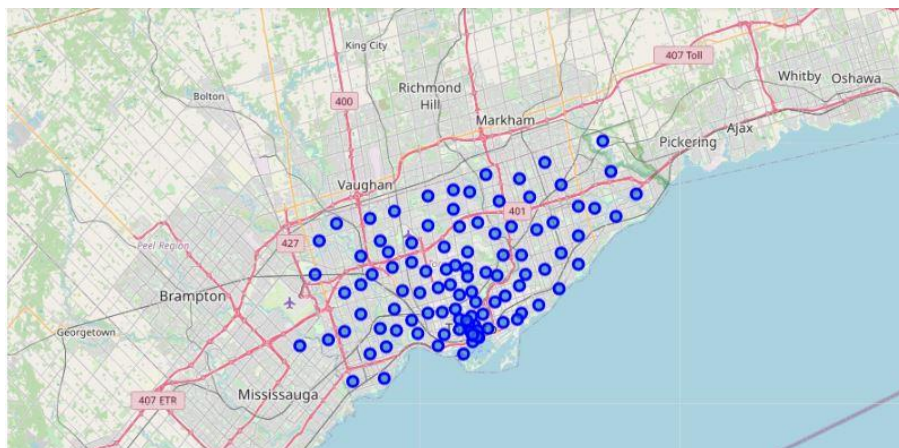 King City
407 Toll
Whitby
Oshawa
Bolton
400
Richmond
Hill
Markham
Ajax
Pickering
Vaughan
401
427
Peel Region
Brampton
Georgetown
Mississauga
407 ETR